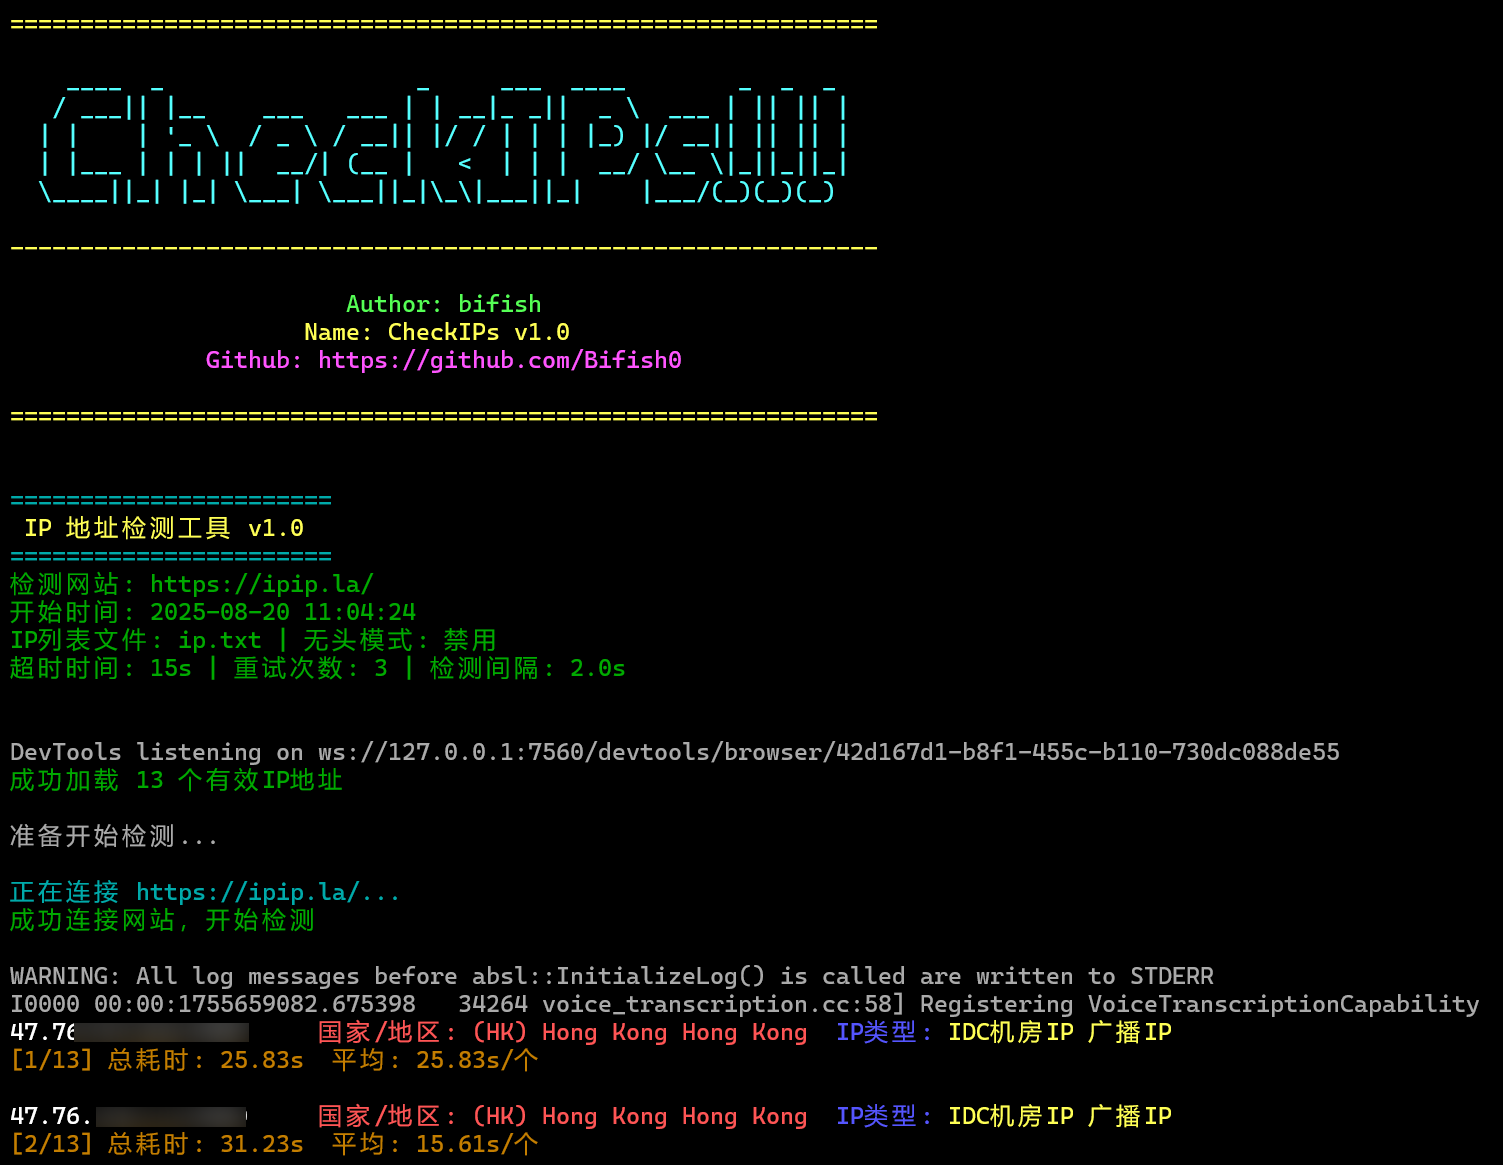 ==============================================================
CheckIPs!!!
--------------------------------------------------------------
Author: bifish
Name: CheckIPs v1.0
Github: https://github.com/Bifish0
==============================================================
=======================
IP 地址检测工具 v1.0
=======================
检测网站: https://ipip.la/
开始时间: 2025-08-20 11:04:24
IP列表文件: ip.txt | 无头模式: 禁用
超时时间: 15s | 重试次数: 3 | 检测间隔: 2.0s
DevTools listening on ws://127.0.0.1:7560/devtools/browser/42d167d1-b8f1-455c-b110-730dc088de55
成功加载 13 个有效IP地址
准备开始检测...
正在连接 https://ipip.la/...
成功连接网站, 开始检测
WARNING: All log messages before absl::InitializeLog() is called are written to STDERR
I0000 00:00:1755659082.675398   34264 voice_transcription.cc:58] Registering VoiceTranscriptionCapability
47.76 国家/地区: (HK) Hong Kong Hong Kong  IP类型: IDC机房IP 广播IP
[1/13] 总耗时: 25.83s  平均: 25.83s/个
47.76. 国家/地区: (HK) Hong Kong Hong Kong  IP类型: IDC机房IP 广播IP
[2/13] 总耗时: 31.23s  平均: 15.61s/个